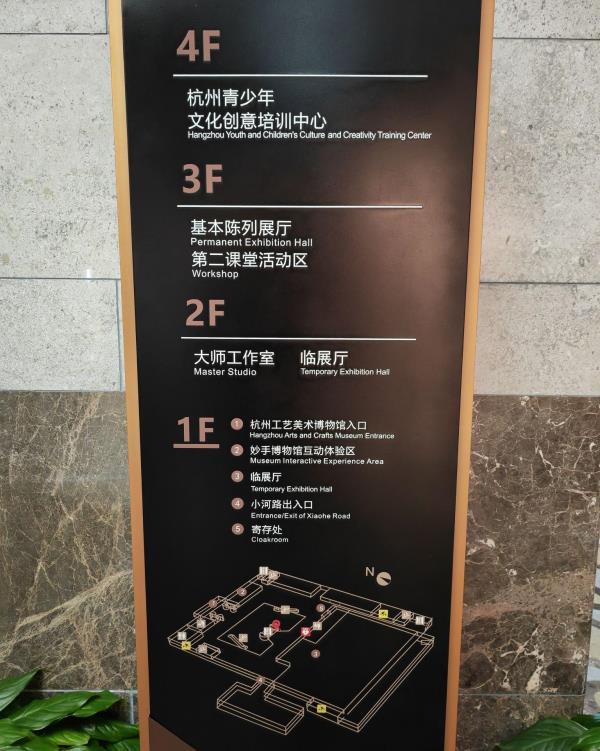 4F
杭州青少年
文化创意培训中心
Hangzhou Youth and Children's Culture and Creativity Training Center
3F
基本陈列展厅
Permanent Exhibition Hall
第二课堂活动区
Workshop
2F
大师工作室 临展厅
Master Studio Temporary Exhibition Hall
1F
1 杭州工艺美术博物馆入口
Hangzhou Arts and Crafts Museum Entrance
2 妙手博物馆互动体验区
Museum Interactive Experience Area
3 临展厅
Temporary Exhibition Hall
4 小河路出入口
Entrance/Exit of Xiaohe Road
5 寄存处
Cloakroom
N
1
2
5
3
4